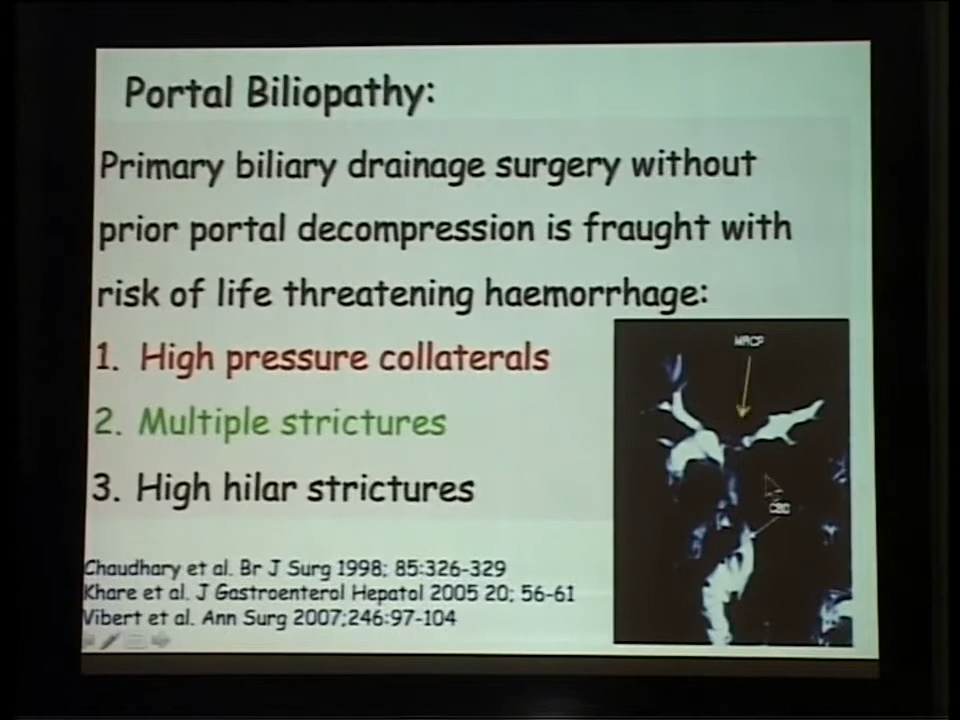 Portal Biliopathy:
Primary biliary drainage surgery without
prior portal decompression is fraught with
risk of life threatening haemorrhage:
1. High pressure collaterals
2. Multiple strictures
3. High hilar strictures
MRCP
CBD
Chaudhary et al. Br J Surg 1998; 85:326-329
Khare et al. J Gastroenterol Hepatol 2005 20; 56-61
Vibert et al. Ann Surg 2007;246:97-104